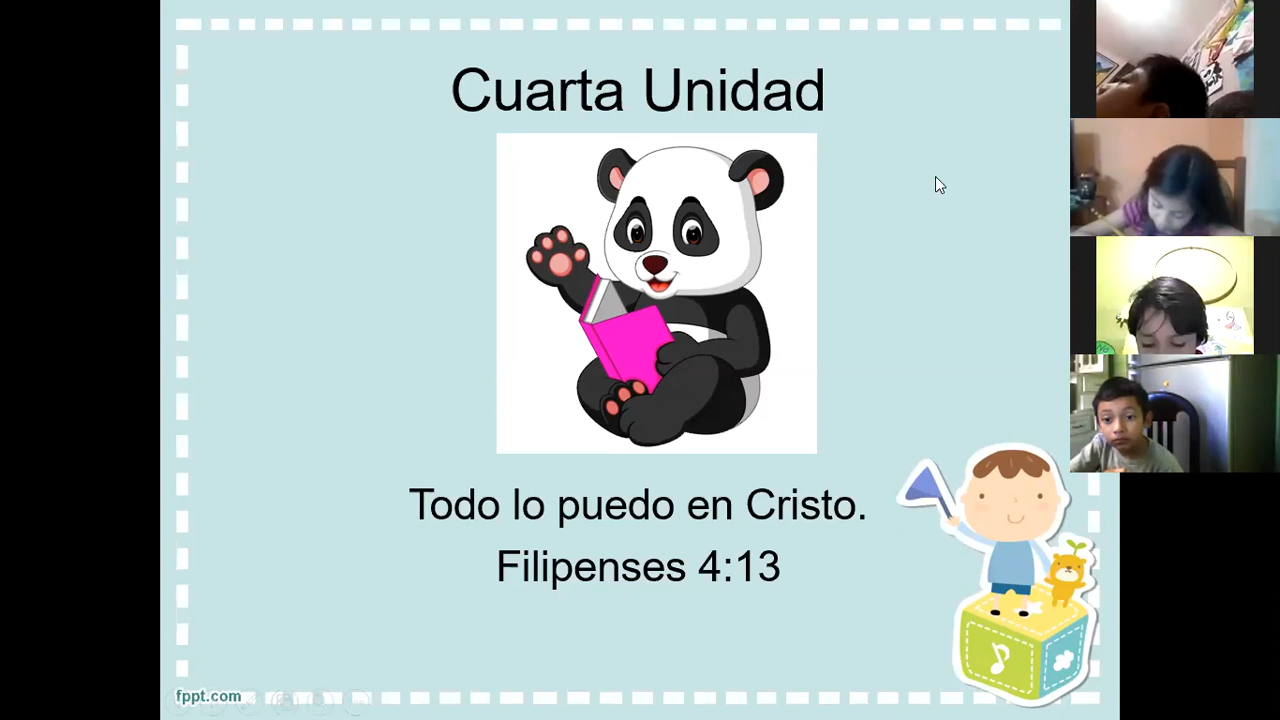 Cuarta Unidad
Todo lo puedo en Cristo.
Filipenses 4:13
fppt.com